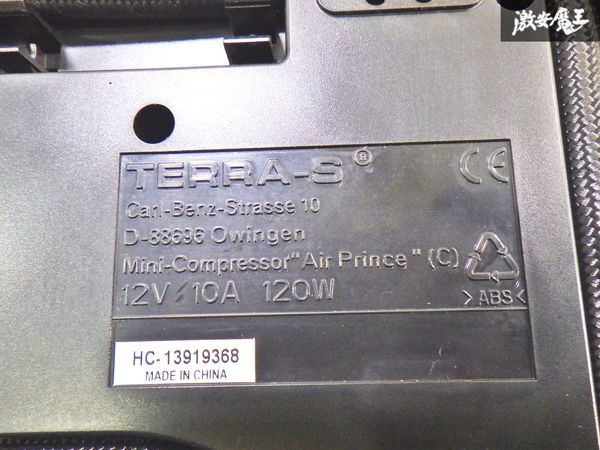 激安魔王
TERRA-S®
Carl-Benz-Strasse 10
D-88696 Owingen
Mini-Compressor"Air Prince" (C)
12V/10A 120W
CE
>ABS<
HC-13919368
MADE IN CHINA